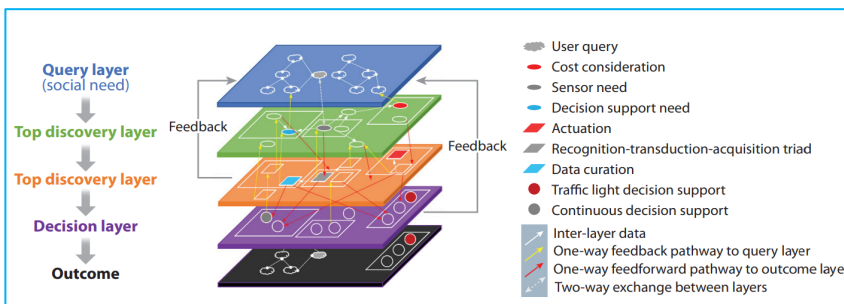 Query layer
(social need)
Top discovery layer
Top discovery layer
Decision layer
Outcome
Feedback
Feedback
User query
Cost consideration
Sensor need
Decision support need
Actuation
Recognition-transduction-acquisition triad
Data curation
Traffic light decision support
Continuous decision support
Inter-layer data
One-way feedback pathway to query layer
One-way feedforward pathway to outcome laye
Two-way exchange between layers